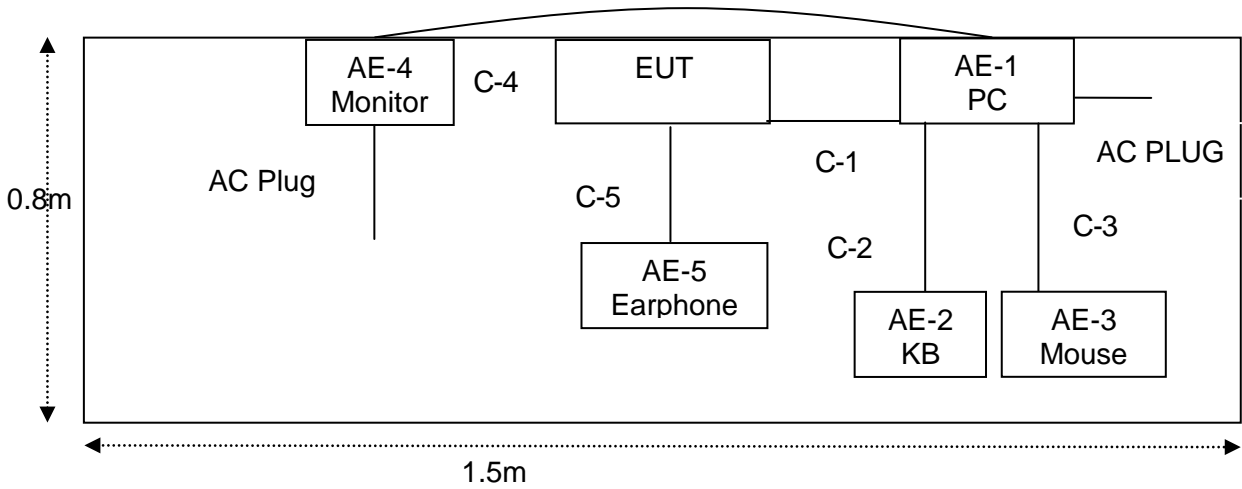 AE-4
Monitor
C-4
EUT
AE-1
PC
AC PLUG
C-1
AC Plug
0.8m
C-5
C-2
C-3
AE-5
Earphone
AE-2
KB
AE-3
Mouse
1.5m